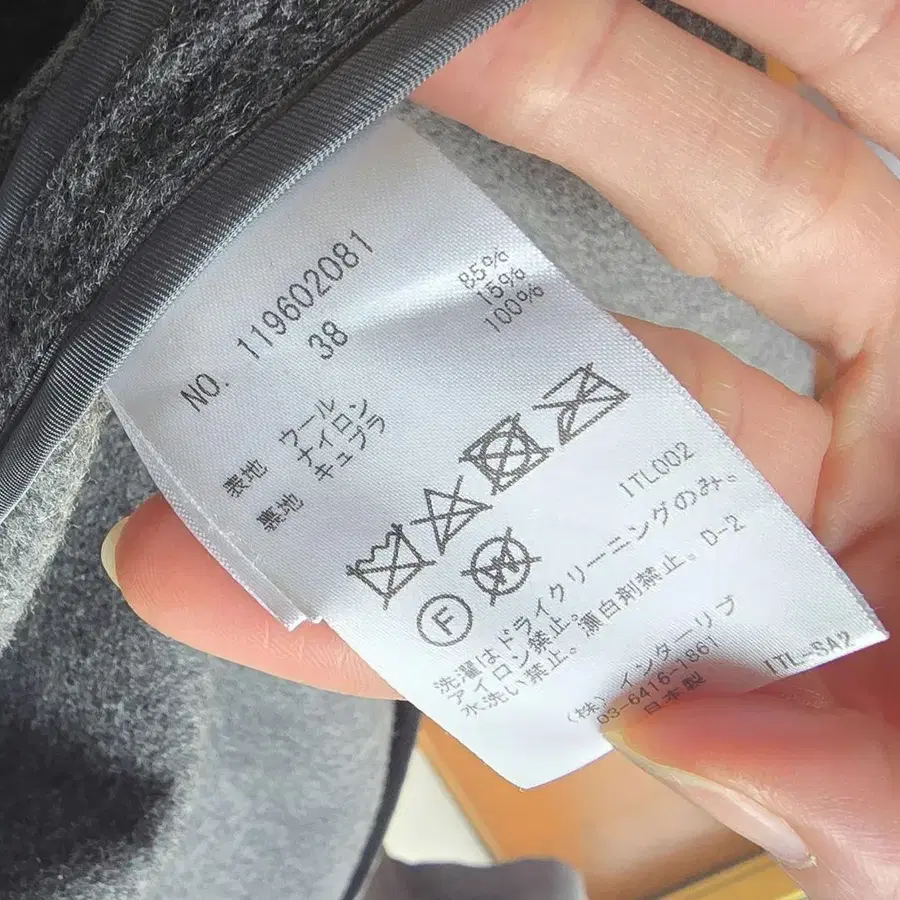 NO. 119602081
38
表地 ウール 85%
ナイロン 15%
裏地 キュプラ 100%
F W
ITL002
洗濯はドライクリーニングのみ。
アイロン禁止。
水洗い禁止。漂白剤禁止。D-2
(株) インターリブ
03-6416-1861
日本製
ITL-SA2